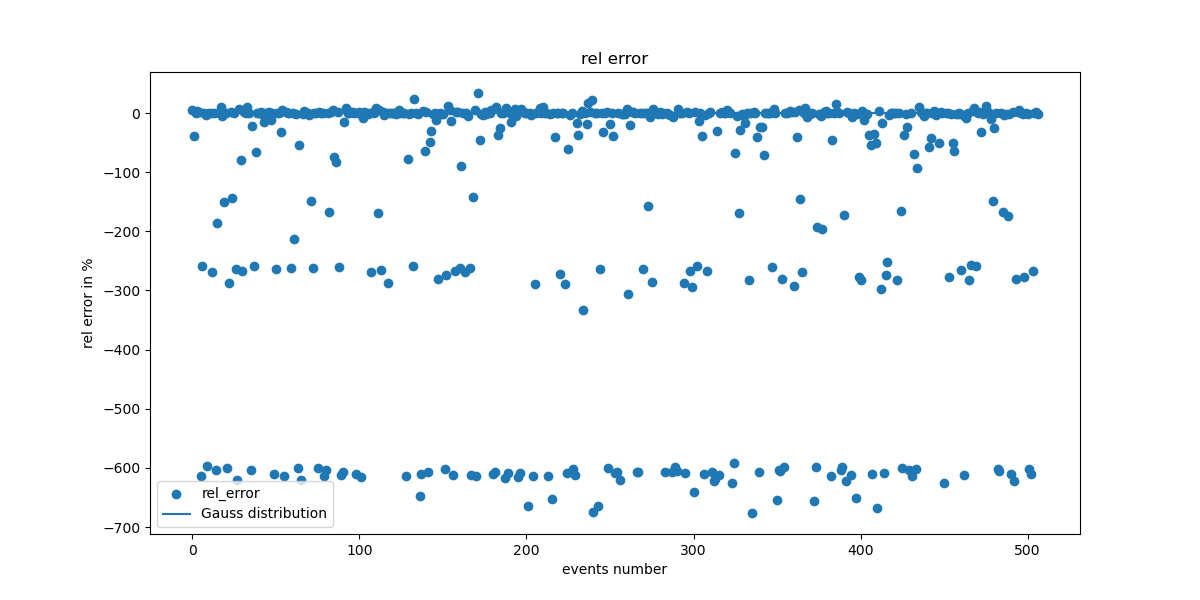 rel error
rel error in %
0
−100
−200
−300
−400
−500
−600
−700
rel_error
Gauss distribution
0 100 200 300 400 500
events number